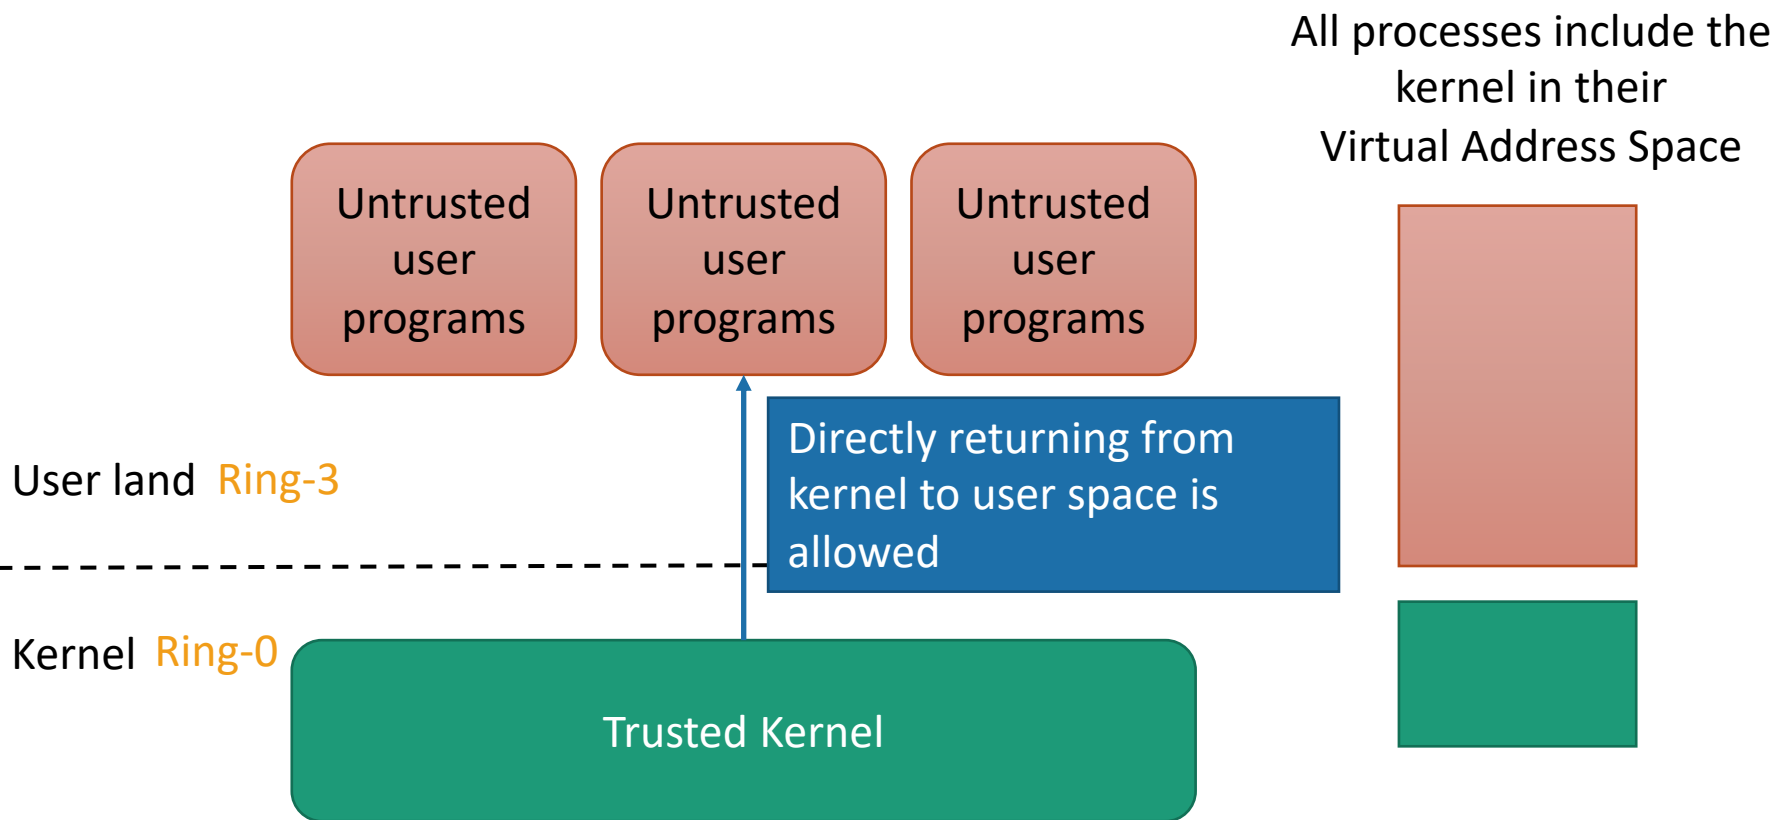 All processes include the
kernel in their
Virtual Address Space
Untrusted
user
programs
Untrusted
user
programs
Untrusted
user
programs
Directly returning from
kernel to user space is
allowed
User land Ring-3
Kernel Ring-0
Trusted Kernel